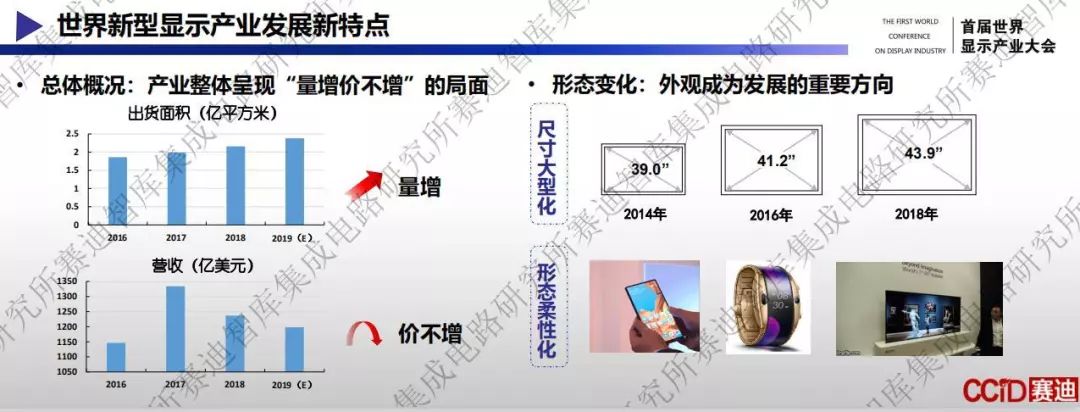 世界新型显示产业发展新特点
THE FIRST WORLD
CONFERENCE
ON DISPLAY INDUSTRY
首届世界
显示产业大会
• 总体概况：产业整体呈现“量增价不增”的局面
出货面积（亿平方米）
2.5
2
1.5
1
0.5
0
2016
2017
2018
2019（E）
量增
营收（亿美元）
1350
1300
1250
1200
1150
1100
1050
2016
2017
2018
2019（E）
价不增
• 形态变化：外观成为发展的重要方向
尺寸大型化
39.0”
2014年
41.2”
2016年
43.9”
2018年
形态柔性化
Beyond Imagination
CCID赛迪
赛迪智库集成电路研究所